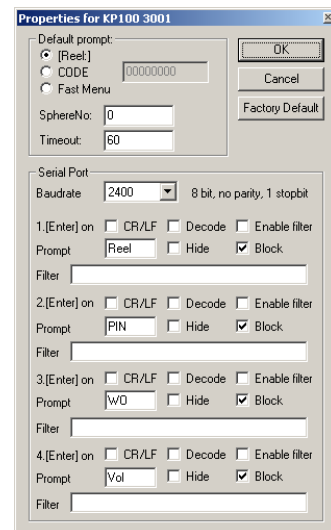 Properties for KP100 3001
Default prompt:
[Reel:]
OK
CODE 00000000
Cancel
Fast Menu
Factory Default
SphereNo: 0
Timeout: 60
Serial Port
Baudrate 2400 8 bit, no parity, 1 stopbit
1.[Enter] on CR/LF Decode Enable filter
Prompt Reel Hide Block
Filter
2.[Enter] on CR/LF Decode Enable filter
Prompt PIN Hide Block
Filter
3.[Enter] on CR/LF Decode Enable filter
Prompt WO Hide Block
Filter
4.[Enter] on CR/LF Decode Enable filter
Prompt Vol Hide Block
Filter